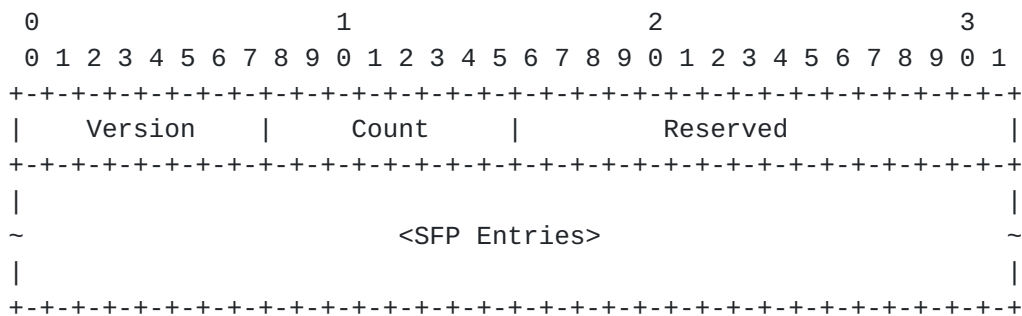 0                   1                   2                   3
 0 1 2 3 4 5 6 7 8 9 0 1 2 3 4 5 6 7 8 9 0 1 2 3 4 5 6 7 8 9 0 1
+-+-+-+-+-+-+-+-+-+-+-+-+-+-+-+-+-+-+-+-+-+-+-+-+-+-+-+-+-+-+-+-+
|    Version    |     Count     |         Reserved              |
+-+-+-+-+-+-+-+-+-+-+-+-+-+-+-+-+-+-+-+-+-+-+-+-+-+-+-+-+-+-+-+-+
|                                                               |
~                        <SFP Entries>                          ~
|                                                               |
+-+-+-+-+-+-+-+-+-+-+-+-+-+-+-+-+-+-+-+-+-+-+-+-+-+-+-+-+-+-+-+-+